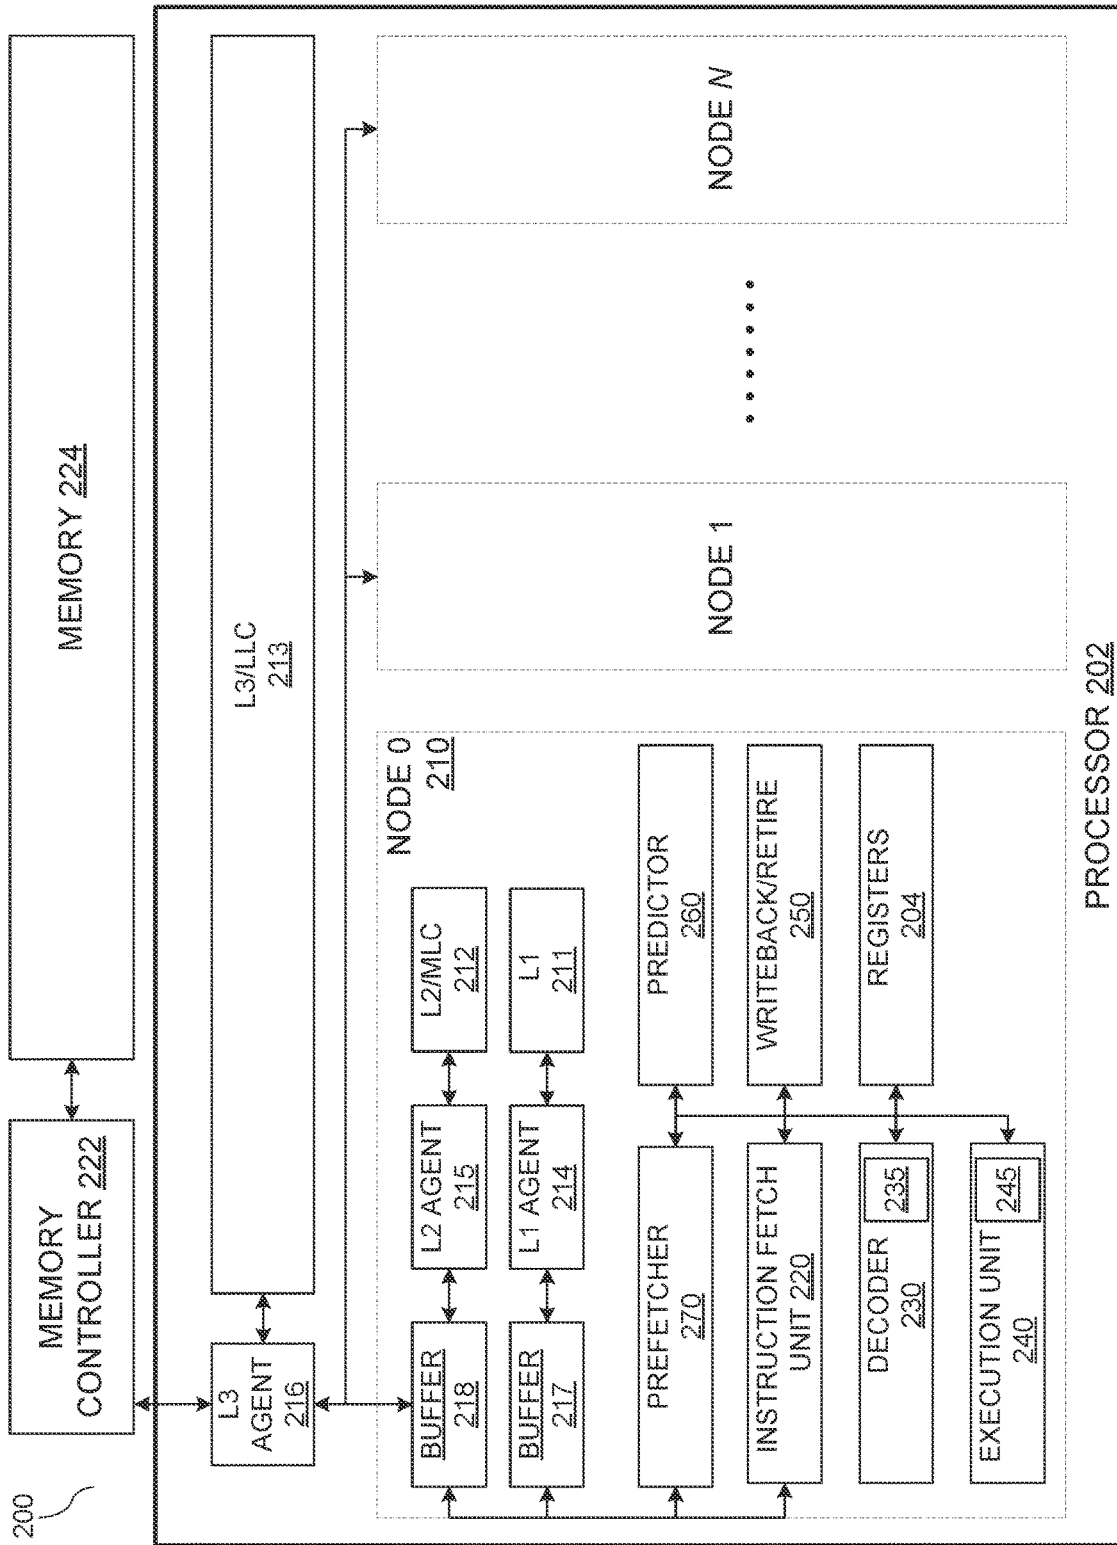 200
MEMORY
CONTROLLER 222
MEMORY 224
L3
AGENT
216
L3/LLC
213
NODE 0
210
BUFFER
218
L2 AGENT
215
L2/MLC
212
BUFFER
217
L1 AGENT
214
L1
211
PREFETCHER
270
PREDICTOR
260
INSTRUCTION FETCH
UNIT 220
WRITEBACK/RETIRE
250
DECODER
230
235
REGISTERS
204
EXECUTION UNIT
240
245
NODE 1
NODE N
PROCESSOR 202